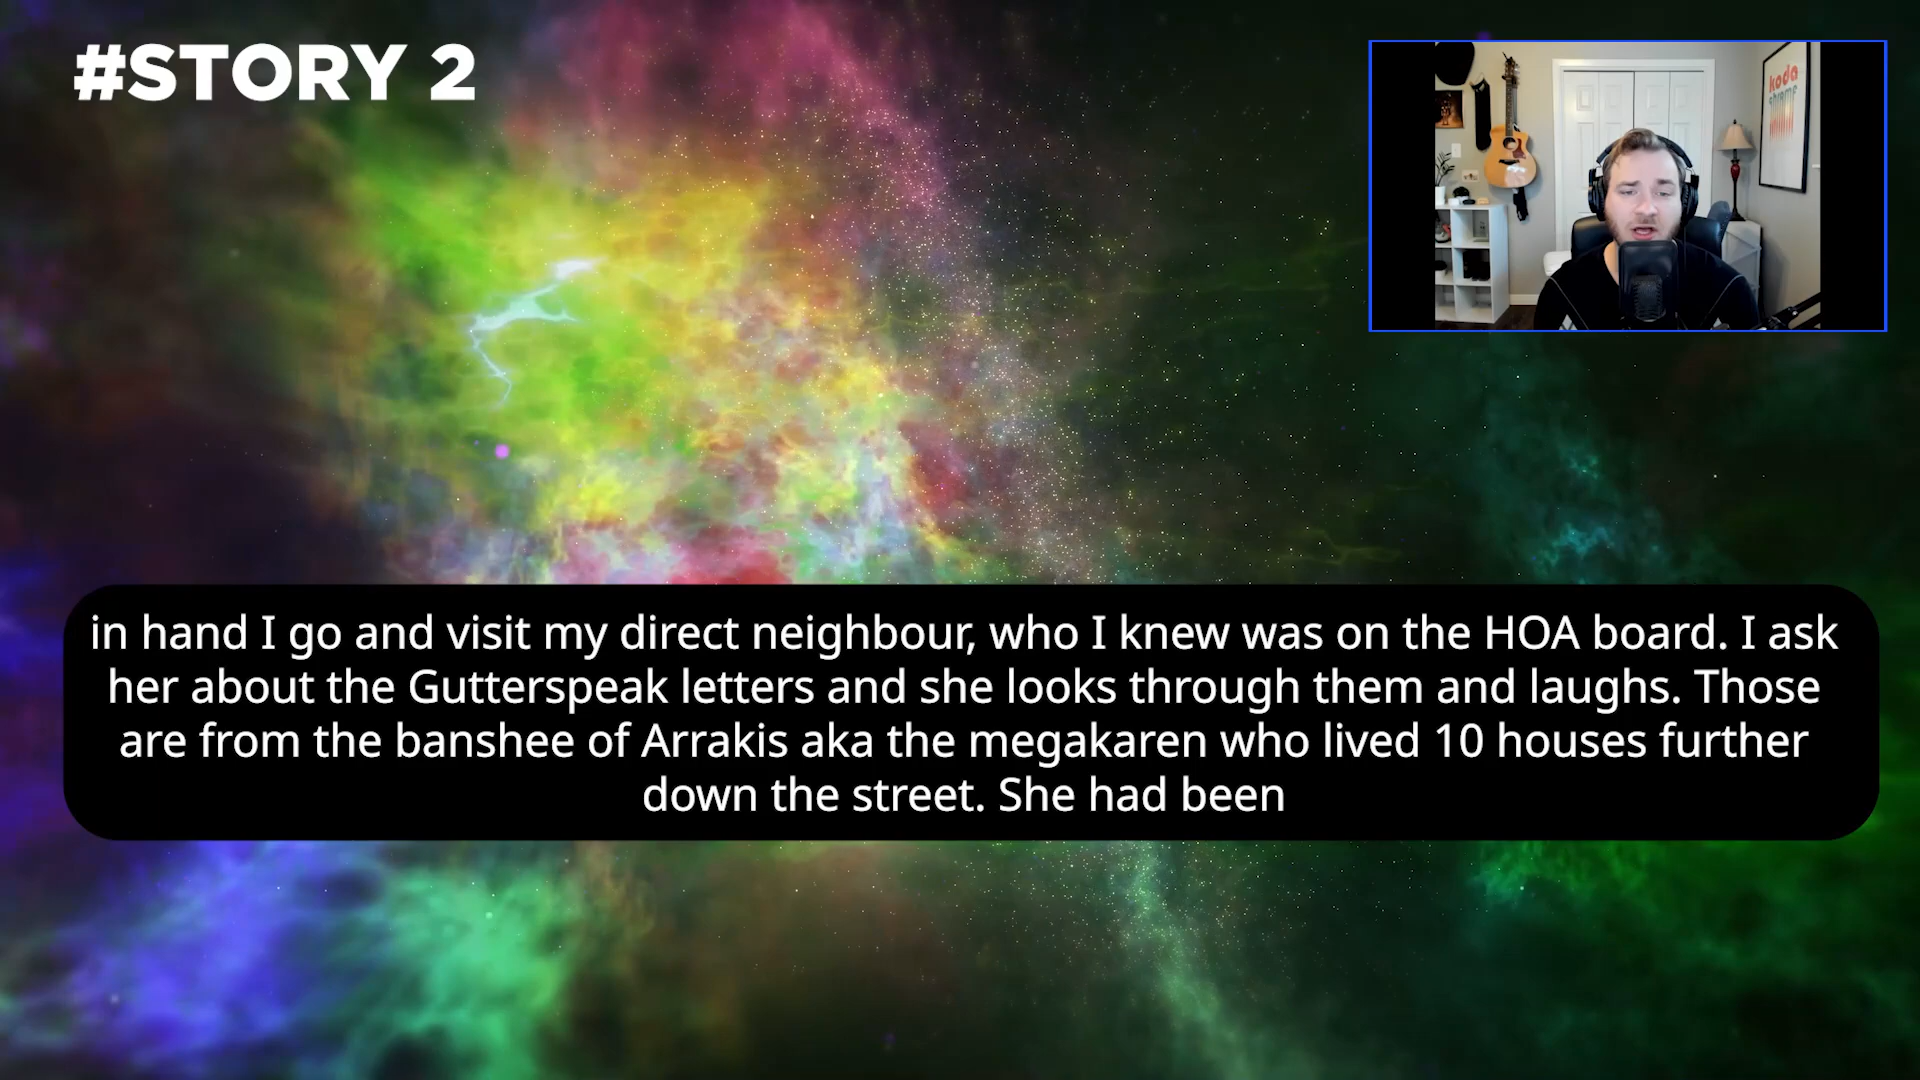 #STORY 2
koda
in hand I go and visit my direct neighbour, who I knew was on the HOA board. I ask
her about the Gutterspeak letters and she looks through them and laughs. Those
are from the banshee of Arrakis aka the megakaren who lived 10 houses further
down the street. She had been